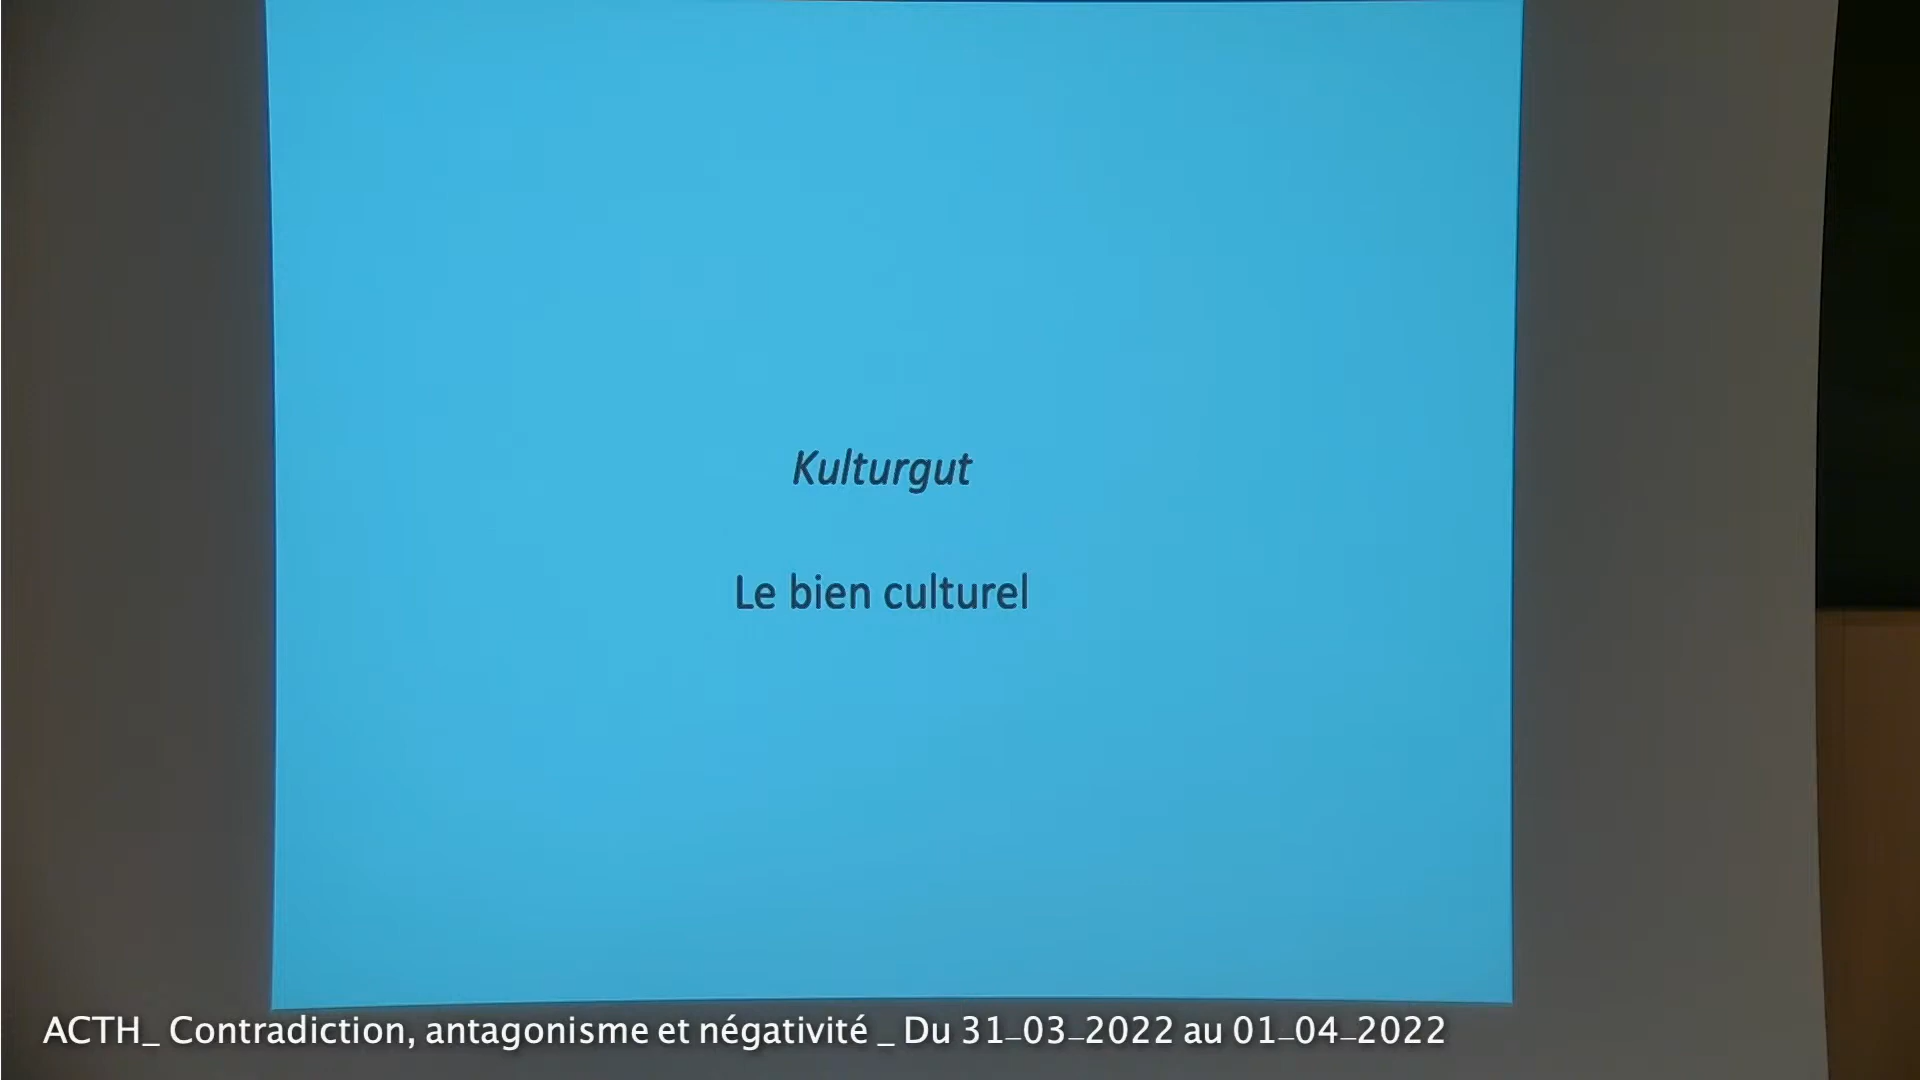 Kulturgut
Le bien culturel
ACTH_ Contradiction, antagonisme et négativité _ Du 31-03-2022 au 01-04-2022